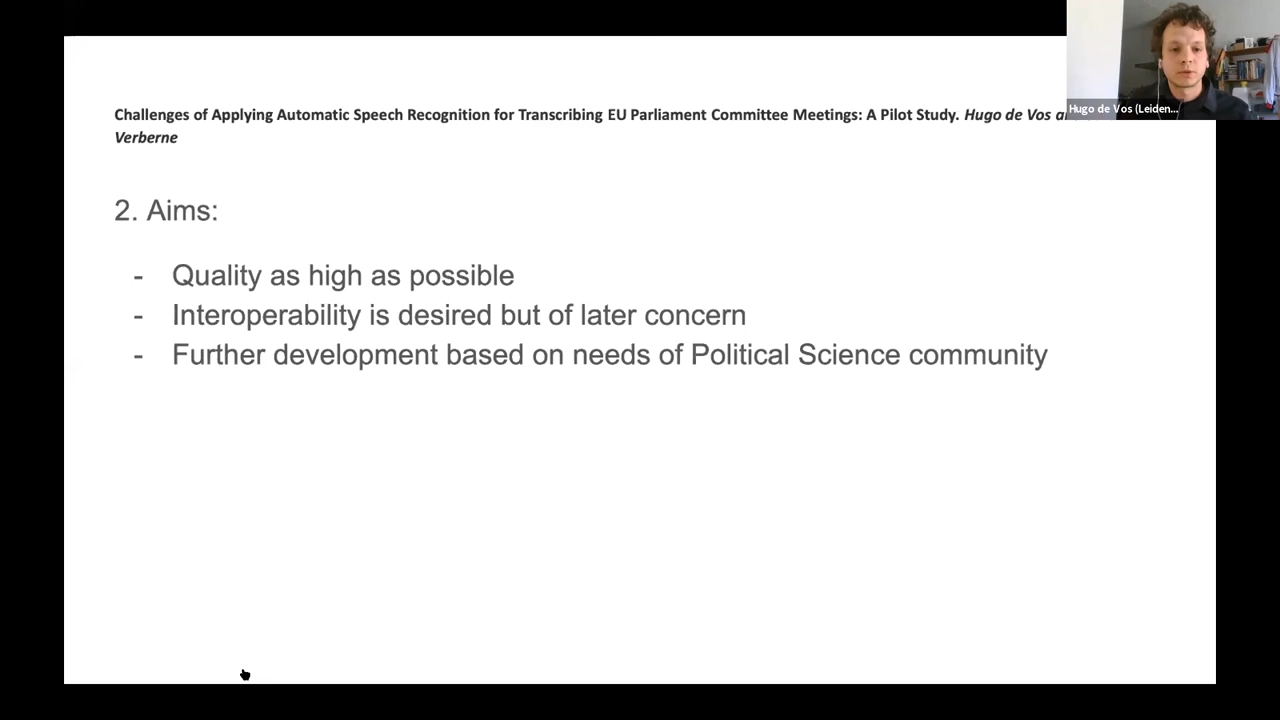 Challenges of Applying Automatic Speech Recognition for Transcribing EU Parliament Committee Meetings: A Pilot Study. Hugo de Vos
Verberne
Hugo de Vos (Leiden...
2. Aims:
- Quality as high as possible
- Interoperability is desired but of later concern
- Further development based on needs of Political Science community